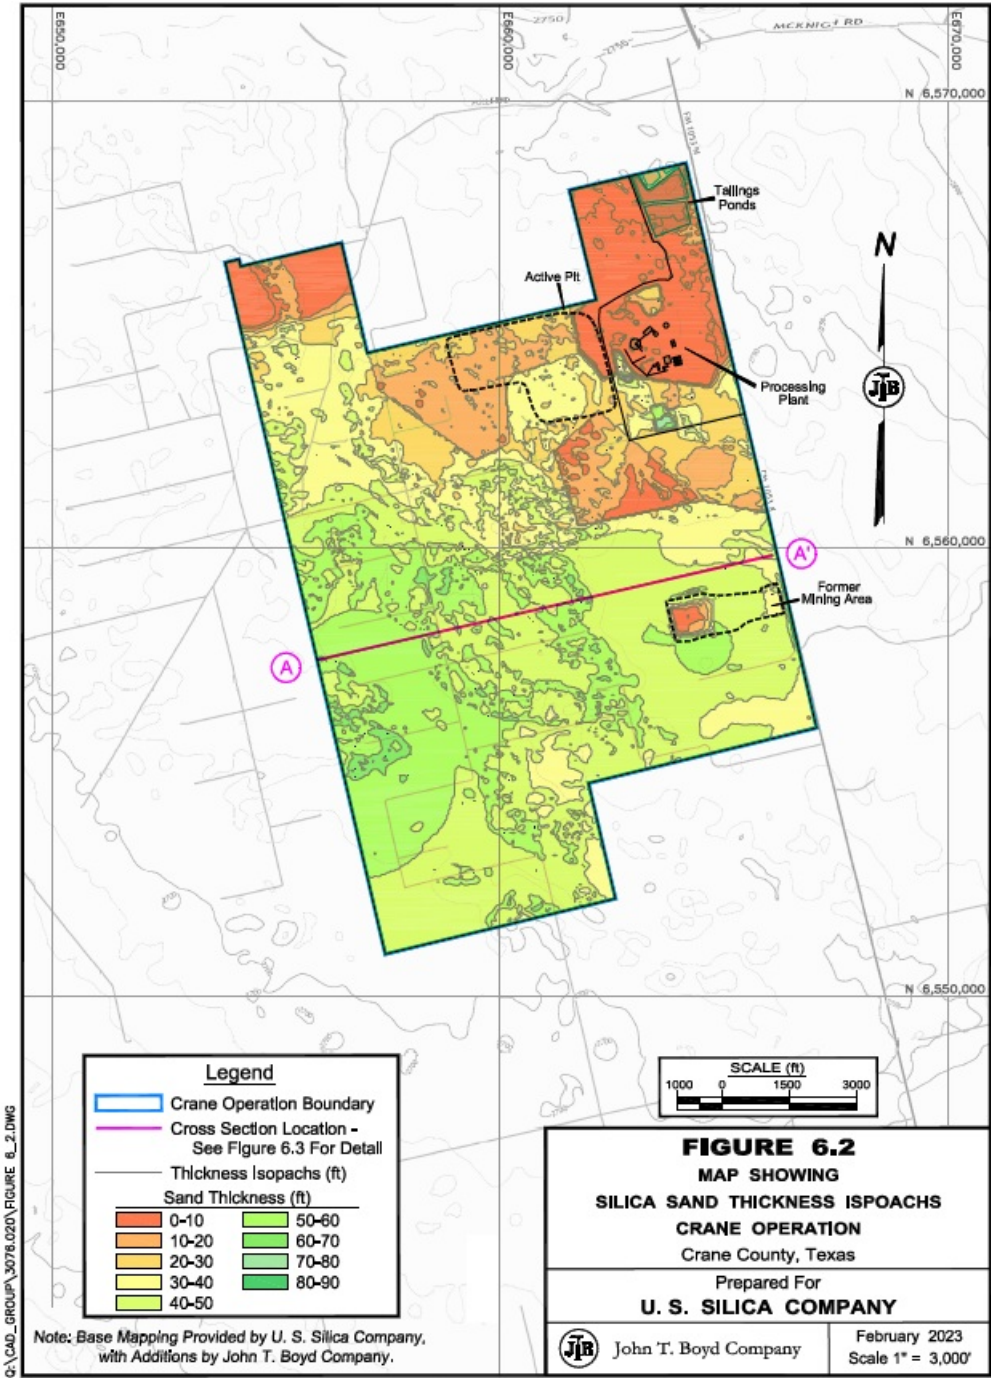 E650,000
E660,000
E670,000
2750
2750
MCKNIGHT RD
N 6,570,000
FM 1053 N
Tailings
Ponds
N
Active Pit
JTB
Processing
Plant
N 6,560,000
A'
Former
Mining Area
A
N 6,550,000
Legend
Crane Operation Boundary
Cross Section Location -
See Figure 6.3 For Detail
Thickness Isopachs (ft)
Sand Thickness (ft)
0-10 50-60
10-20 60-70
20-30 70-80
30-40 80-90
40-50
Note: Base Mapping Provided by U. S. Silica Company,
with Additions by John T. Boyd Company.
SCALE (ft)
1000 0 1500 3000
FIGURE 6.2
MAP SHOWING
SILICA SAND THICKNESS ISPOACHS
CRANE OPERATION
Crane County, Texas
Prepared For
U. S. SILICA COMPANY
JTB John T. Boyd Company
February 2023
Scale 1" = 3,000'
Q:\CAD_GROUP\3076.020\FIGURE 6_2.DWG